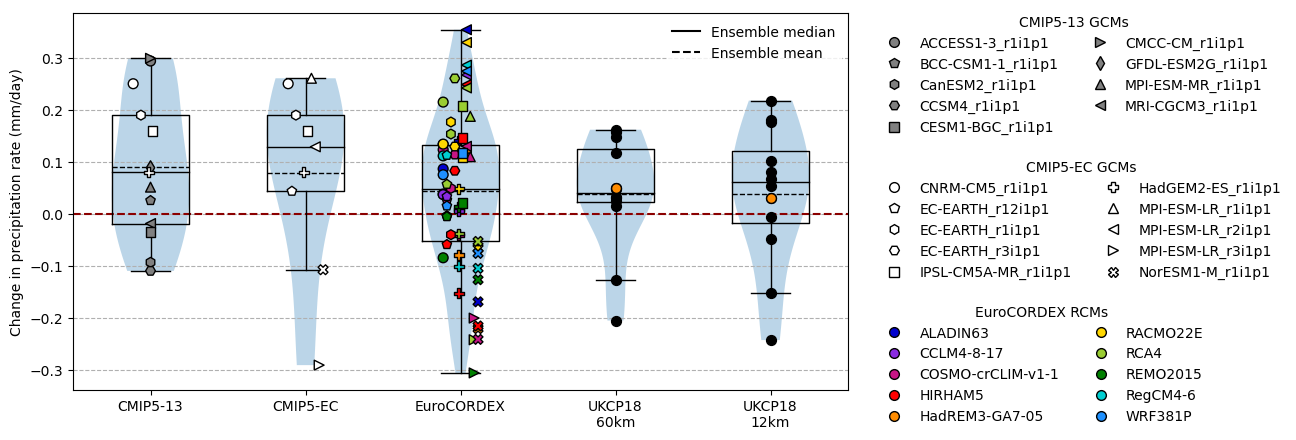 Change in precipitation rate (mm/day)
0.3
0.2
0.1
0.0
−0.1
−0.2
−0.3
CMIP5-13
CMIP5-EC
EuroCORDEX
UKCP18
60km
UKCP18
12km
Ensemble median
Ensemble mean
CMIP5-13 GCMs
ACCESS1-3_r1i1p1
BCC-CSM1-1_r1i1p1
CanESM2_r1i1p1
CCSM4_r1i1p1
CESM1-BGC_r1i1p1
CMCC-CM_r1i1p1
GFDL-ESM2G_r1i1p1
MPI-ESM-MR_r1i1p1
MRI-CGCM3_r1i1p1
CMIP5-EC GCMs
CNRM-CM5_r1i1p1
EC-EARTH_r12i1p1
EC-EARTH_r1i1p1
EC-EARTH_r3i1p1
IPSL-CM5A-MR_r1i1p1
HadGEM2-ES_r1i1p1
MPI-ESM-LR_r1i1p1
MPI-ESM-LR_r2i1p1
MPI-ESM-LR_r3i1p1
NorESM1-M_r1i1p1
EuroCORDEX RCMs
ALADIN63
CCLM4-8-17
COSMO-crCLIM-v1-1
HIRHAM5
HadREM3-GA7-05
RACMO22E
RCA4
REMO2015
RegCM4-6
WRF381P